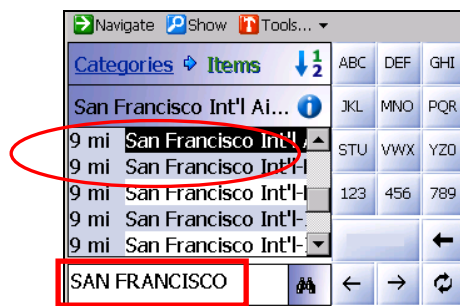 Navigate Show Tools...
Categories Items 1 2
San Francisco Int'l Ai...
9 mi San Francisco Int'l
9 mi San Francisco Int'l-
9 mi San Francisco Int'l-
9 mi San Francisco Int'l-
9 mi San Francisco Int'l-
SAN FRANCISCO
ABC DEF GHI
JKL MNO PQR
STU VWX YZ0
123 456 789